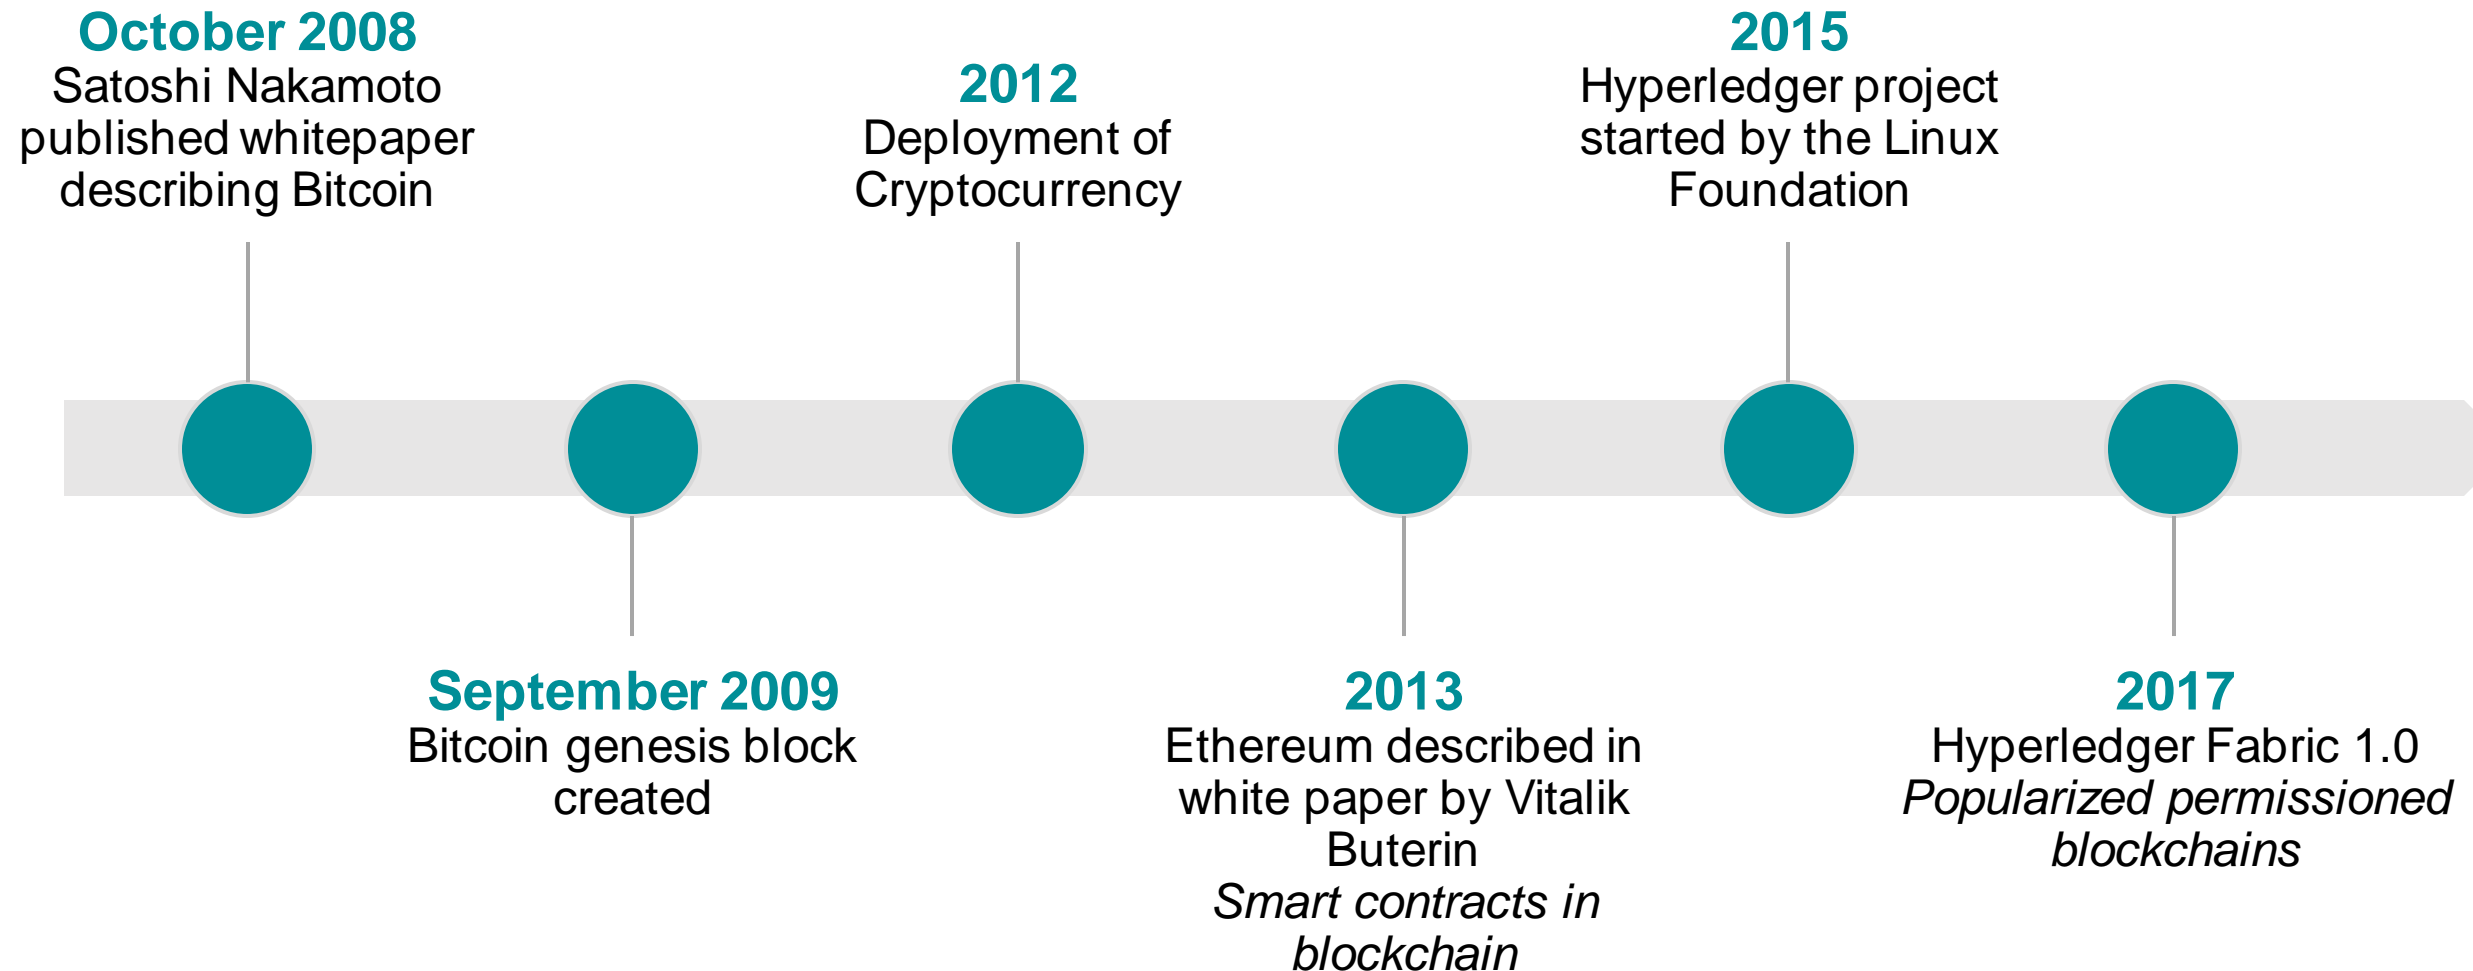 October 2008
Satoshi Nakamoto
published whitepaper
describing Bitcoin
September 2009
Bitcoin genesis block
created
2012
Deployment of
Cryptocurrency
2013
Ethereum described in
white paper by Vitalik
Buterin
Smart contracts in
blockchain
2015
Hyperledger project
started by the Linux
Foundation
2017
Hyperledger Fabric 1.0
Popularized permissioned
blockchains